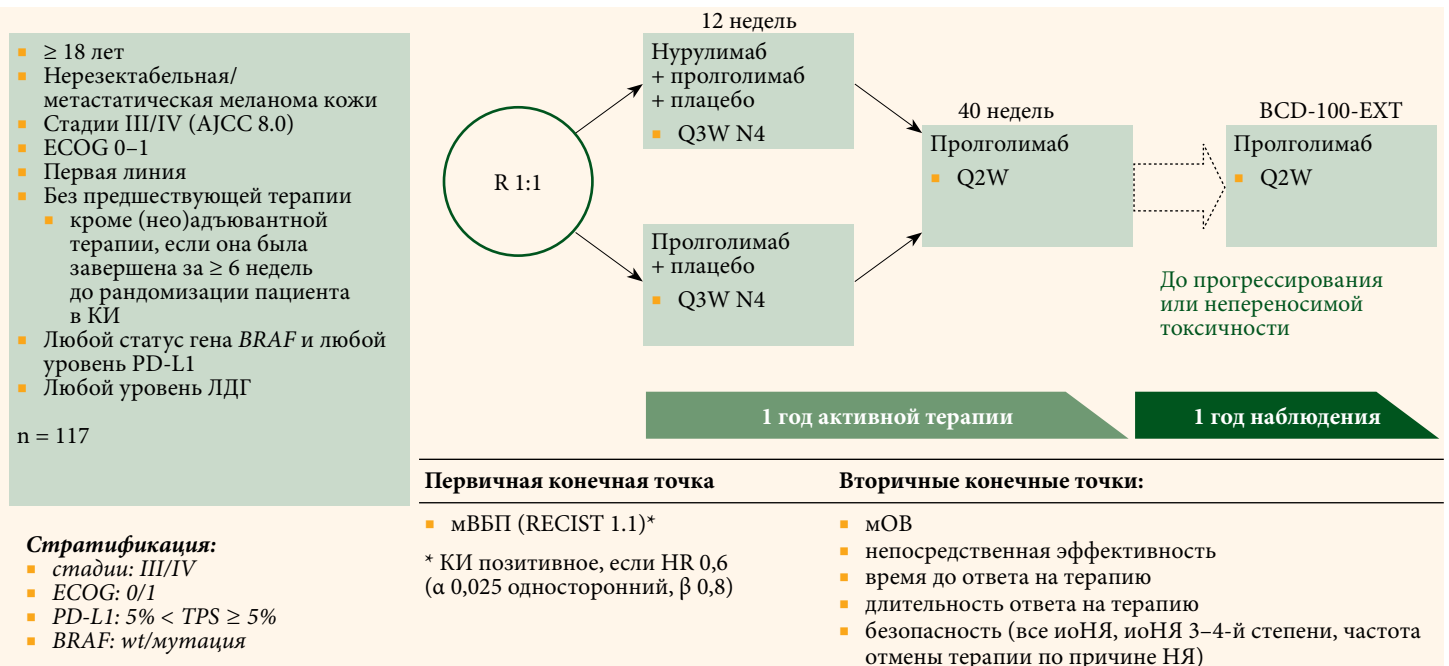 ≥ 18 лет
Нерезектабельная/
метастатическая меланома кожи
Стадии III/IV (AJCC 8.0)
ECOG 0–1
Первая линия
Без предшествующей терапии
кроме (нео)адъювантной
терапии, если она была
завершена за ≥ 6 недель
до рандомизации пациента
в КИ
Любой статус гена BRAF и любой
уровень PD-L1
Любой уровень ЛДГ
n = 117
Стратификация:
стадии: III/IV
ECOG: 0/1
PD-L1: 5% < TPS ≥ 5%
BRAF: wt/мутация
R 1:1
12 недель
Нурулимаб
+ пролголимаб
+ плацебо
Q3W N4
Пролголимаб
+ плацебо
Q3W N4
40 недель
Пролголимаб
Q2W
BCD-100-EXT
Пролголимаб
Q2W
До прогрессирования
или непереносимой
токсичности
1 год активной терапии
1 год наблюдения
Первичная конечная точка
мВБП (RECIST 1.1)*
* КИ позитивное, если HR 0,6
(α 0,025 односторонний, β 0,8)
Вторичные конечные точки:
мОВ
непосредственная эффективность
время до ответа на терапию
длительность ответа на терапию
безопасность (все иоНЯ, иоНЯ 3–4-й степени, частота
отмены терапии по причине НЯ)